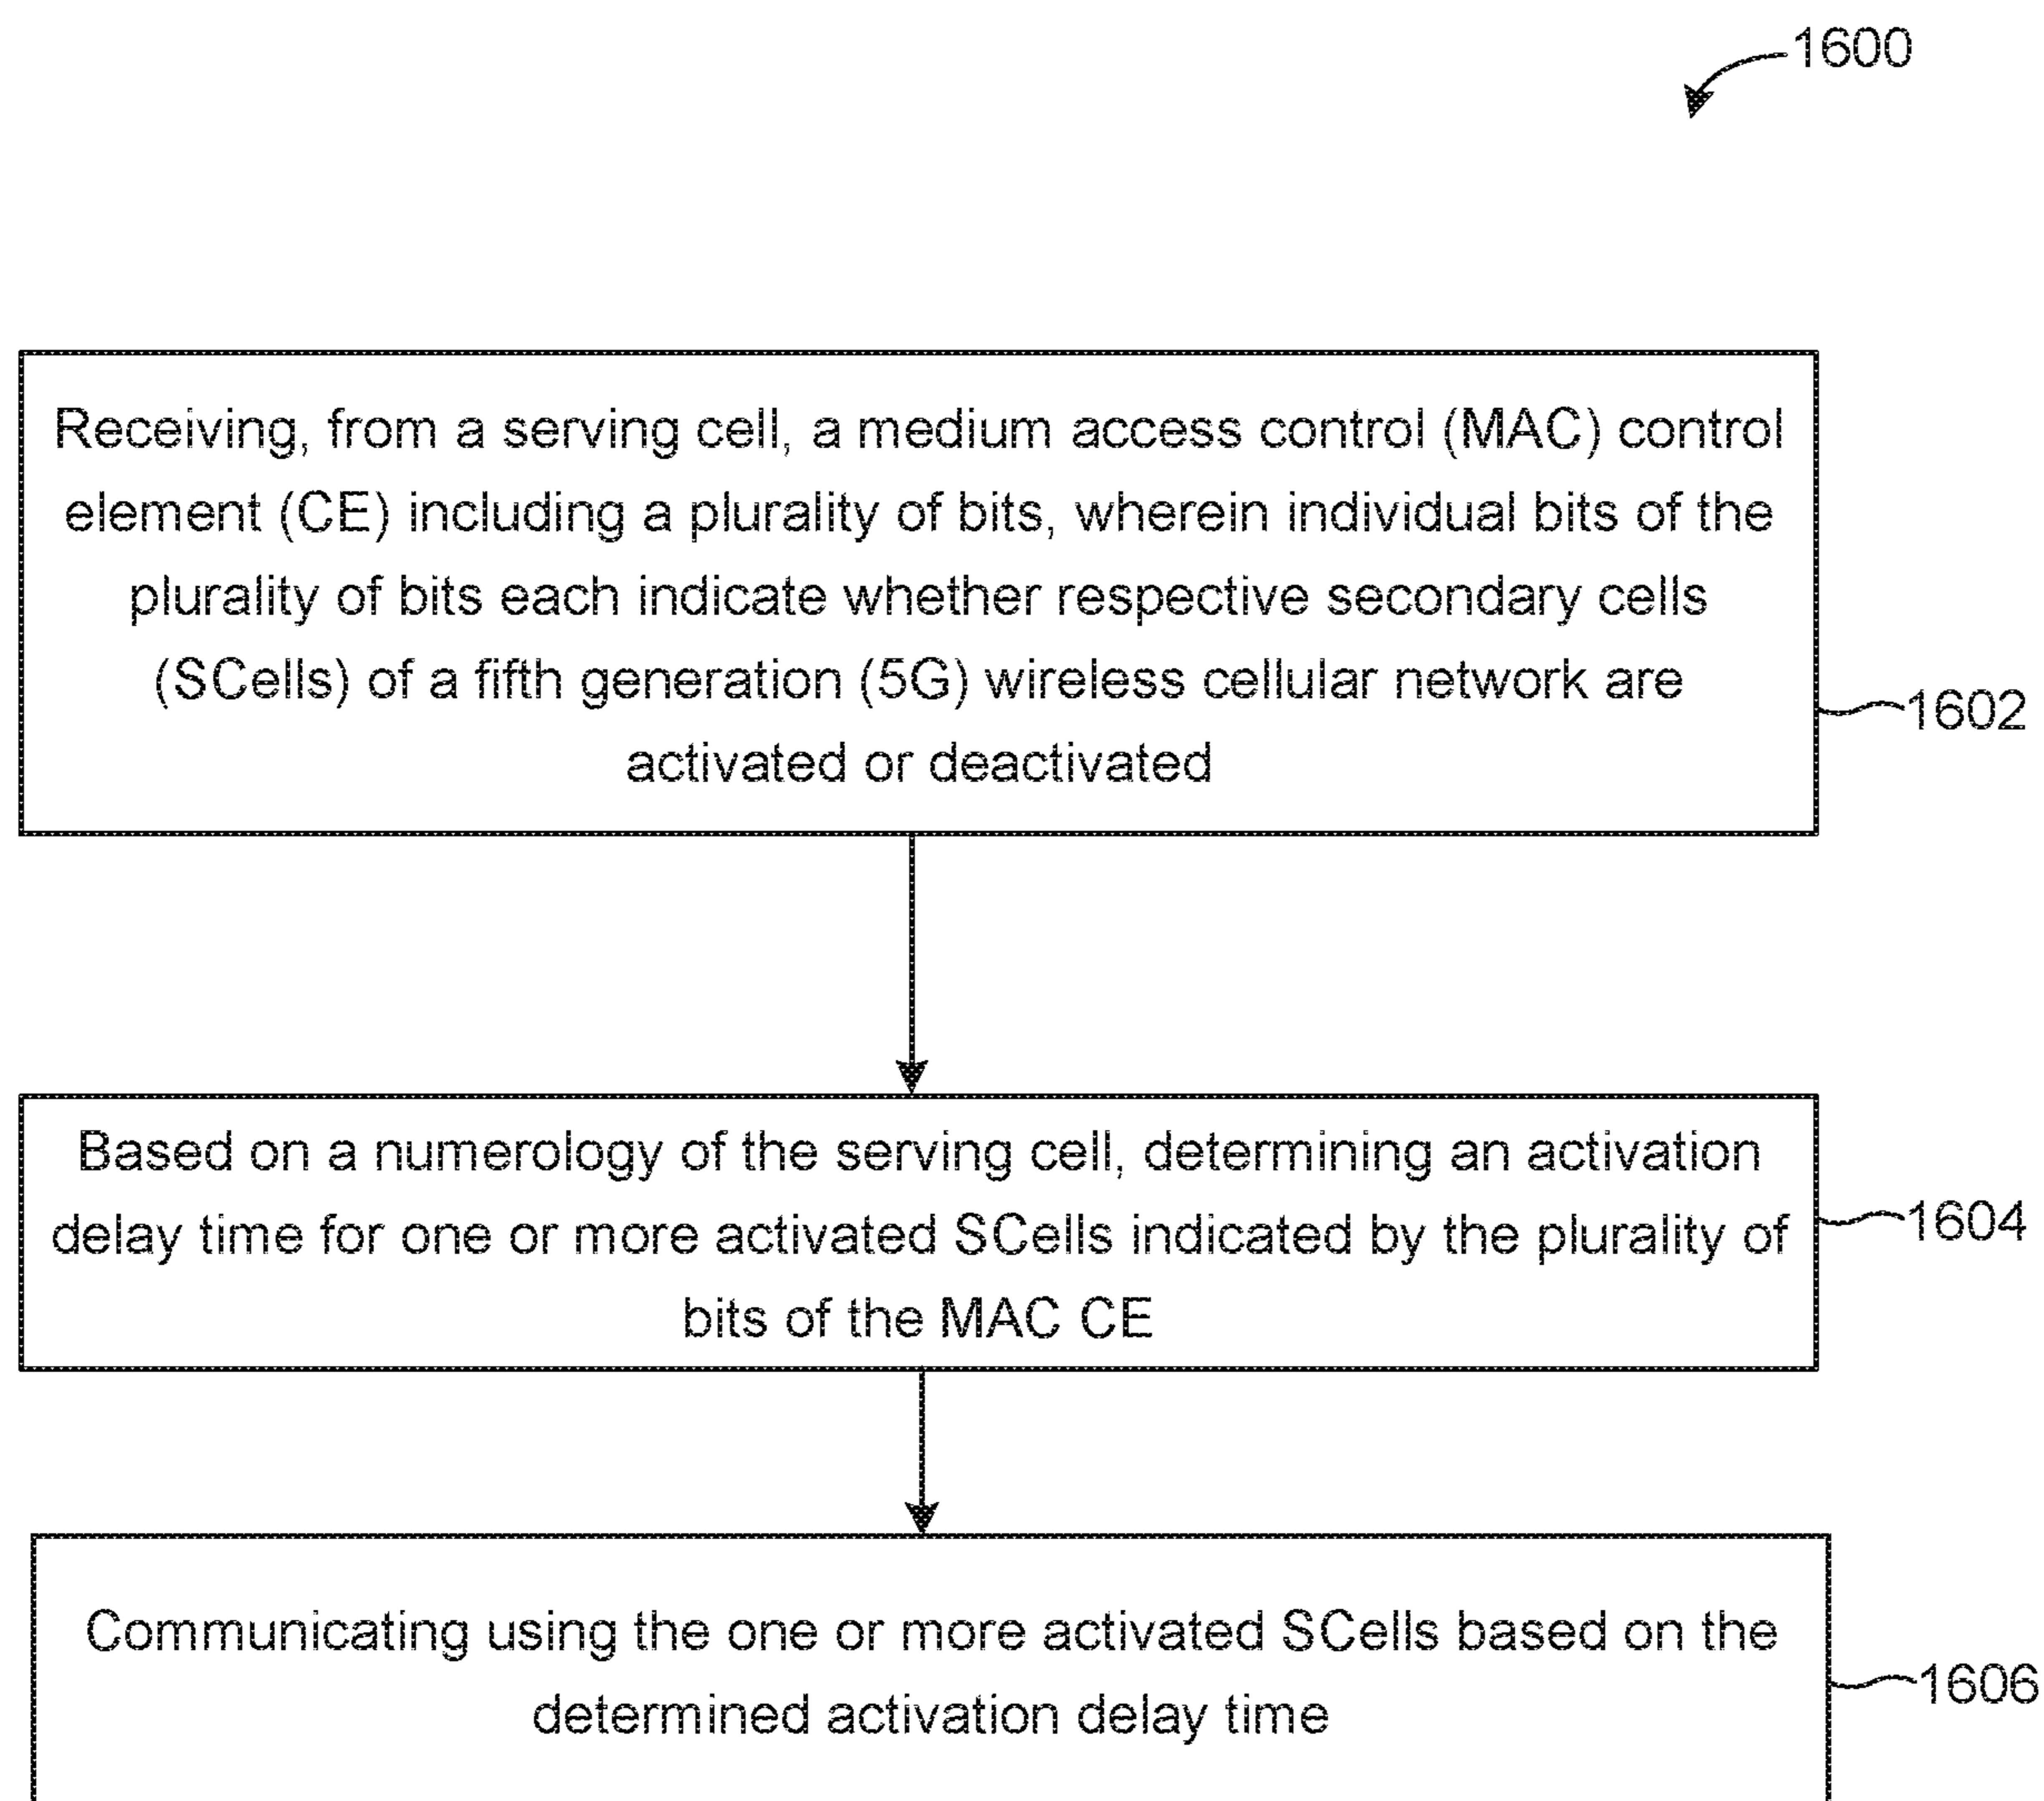 1600
Receiving, from a serving cell, a medium access control (MAC) control
element (CE) including a plurality of bits, wherein individual bits of the
plurality of bits each indicate whether respective secondary cells
(SCells) of a fifth generation (5G) wireless cellular network are
activated or deactivated
1602
Based on a numerology of the serving cell, determining an activation
delay time for one or more activated SCells indicated by the plurality of
bits of the MAC CE
1604
Communicating using the one or more activated SCells based on the
determined activation delay time
1606